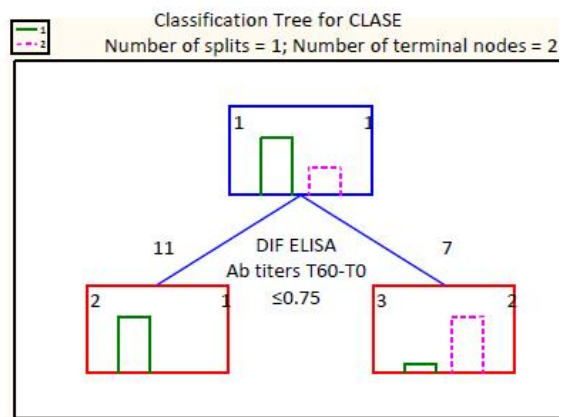 Classification Tree for CLASE
1
2
Number of splits = 1; Number of terminal nodes = 2
1 1
11 DIF ELISA 7
Ab titers T60-T0
≤0.75
2 1 3 2